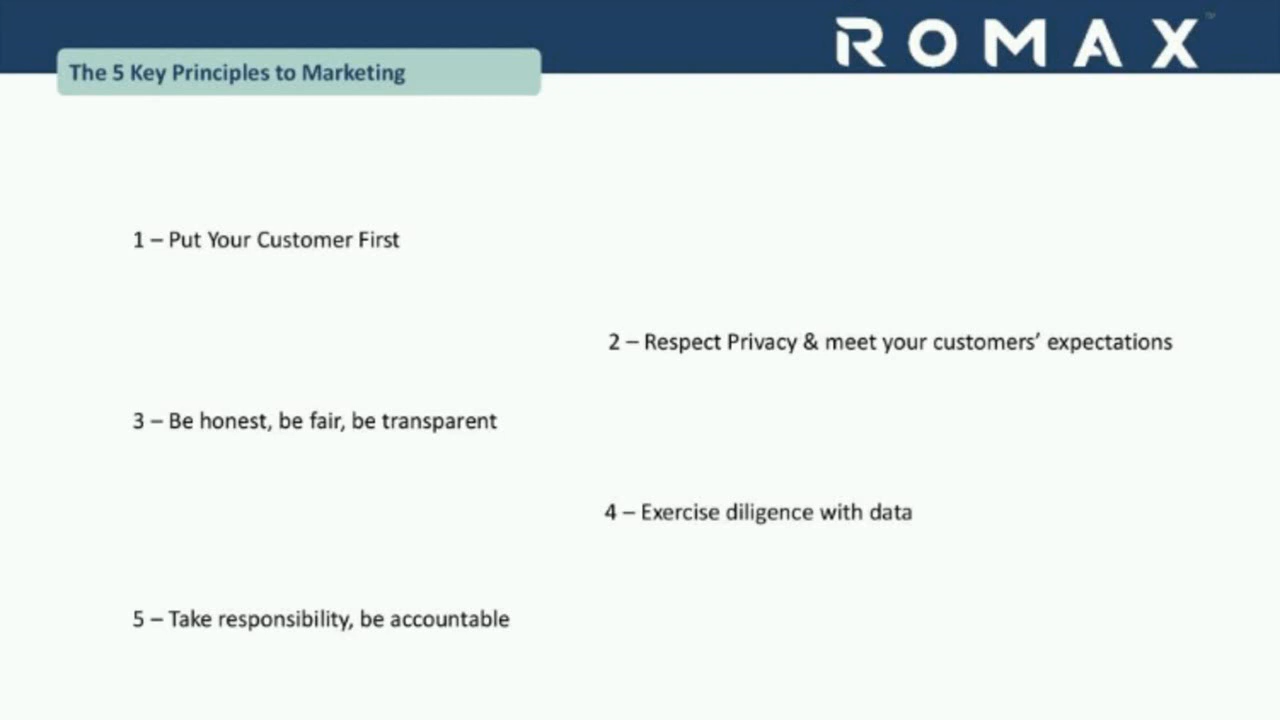 ROMAX™
The 5 Key Principles to Marketing
1 – Put Your Customer First
2 – Respect Privacy & meet your customers’ expectations
3 – Be honest, be fair, be transparent
4 – Exercise diligence with data
5 – Take responsibility, be accountable